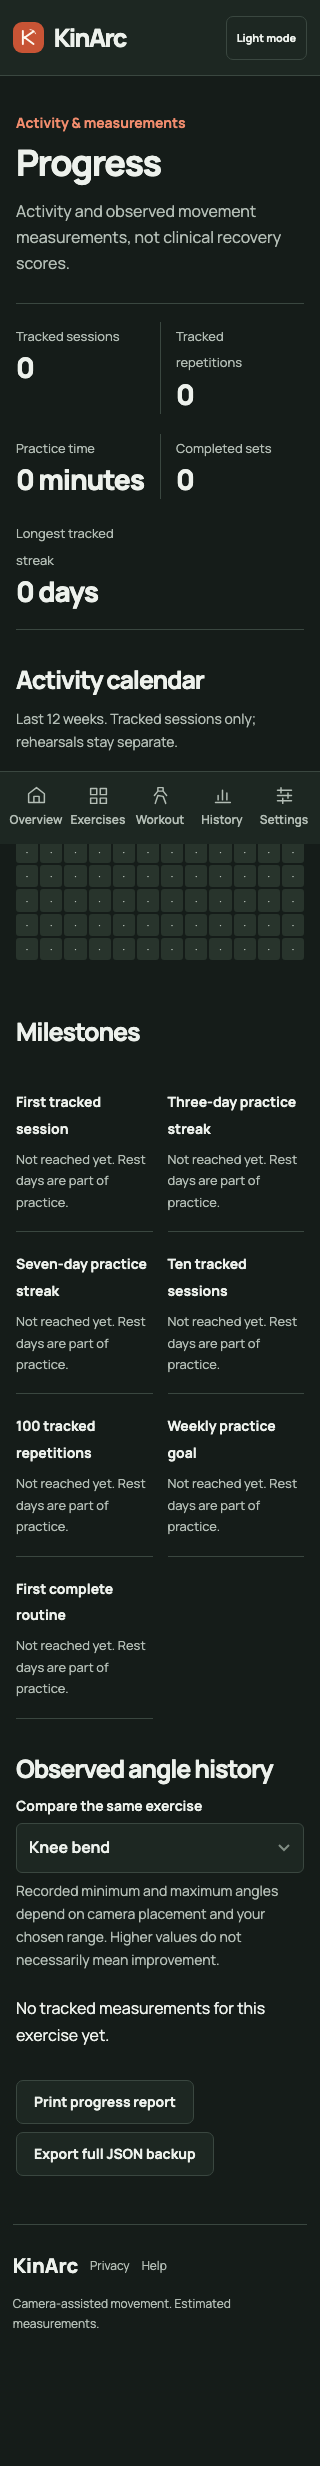 KinArc
Light mode
Activity & measurements
Progress
Activity and observed movement
measurements, not clinical recovery
scores.
Tracked sessions
0
Tracked
repetitions
0
Practice time
0 minutes
Completed sets
0
Longest tracked
streak
0 days
Activity calendar
Last 12 weeks. Tracked sessions only;
rehearsals stay separate.
Overview
Exercises
Workout
History
Settings
Milestones
First tracked
session
Not reached yet. Rest
days are part of
practice.
Three-day practice
streak
Not reached yet. Rest
days are part of
practice.
Seven-day practice
streak
Not reached yet. Rest
days are part of
practice.
Ten tracked
sessions
Not reached yet. Rest
days are part of
practice.
100 tracked
repetitions
Not reached yet. Rest
days are part of
practice.
Weekly practice
goal
Not reached yet. Rest
days are part of
practice.
First complete
routine
Not reached yet. Rest
days are part of
practice.
Observed angle history
Compare the same exercise
Knee bend
Recorded minimum and maximum angles
depend on camera placement and your
chosen range. Higher values do not
necessarily mean improvement.
No tracked measurements for this
exercise yet.
Print progress report
Export full JSON backup
KinArc
Privacy
Help
Camera-assisted movement. Estimated
measurements.